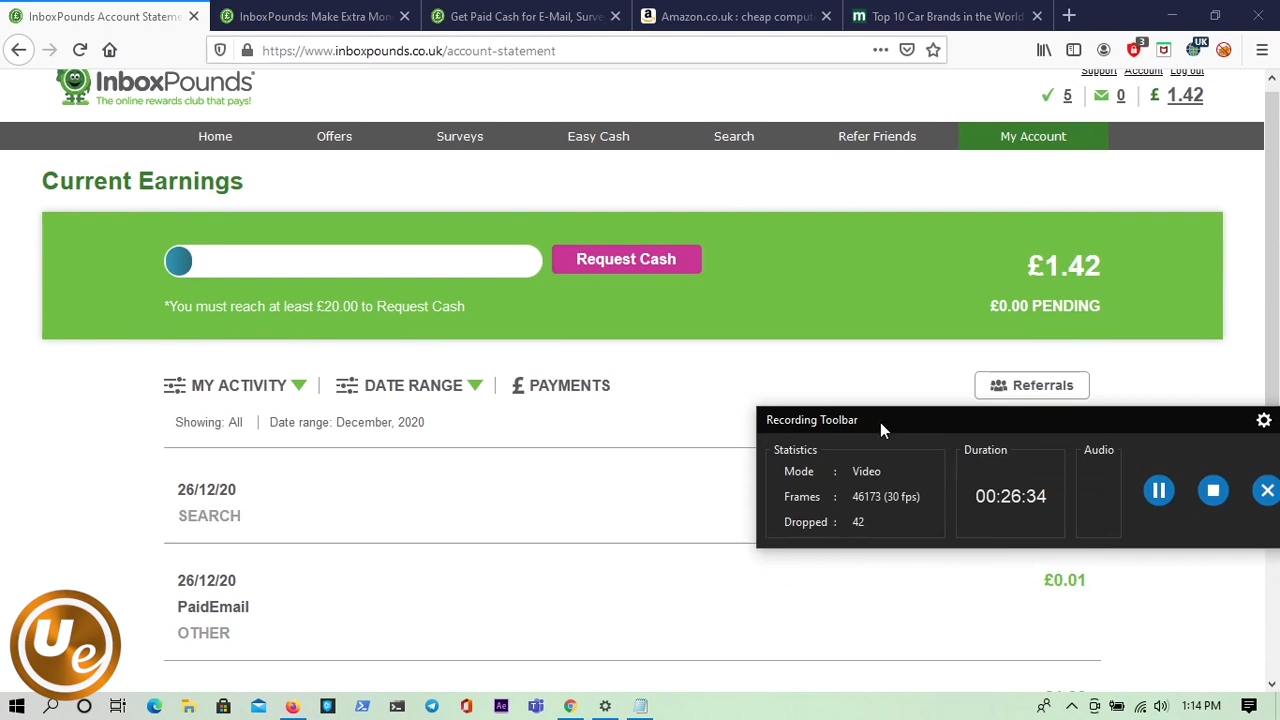 InboxPounds Account Stateme
InboxPounds: Make Extra Mon
Get Paid Cash for E-Mail, Surve
Amazon.co.uk : cheap comput
Top 10 Car Brands in the World
https://www.inboxpounds.co.uk/account-statement
3
UK
InboxPounds®
The online rewards club that pays!
Support Account Log out
5 0 £ 1.42
Home Offers Surveys Easy Cash Search Refer Friends My Account
Current Earnings
Request Cash
£1.42
*You must reach at least £20.00 to Request Cash
£0.00 PENDING
MY ACTIVITY DATE RANGE £ PAYMENTS
Referrals
Showing: All Date range: December, 2020
Recording Toolbar
Statistics Duration Audio
Mode : Video
Frames : 46173 (30 fps)
Dropped : 42
00:26:34
26/12/20
SEARCH
26/12/20
£0.01
PaidEmail
OTHER
Ue
Ae
1:14 PM